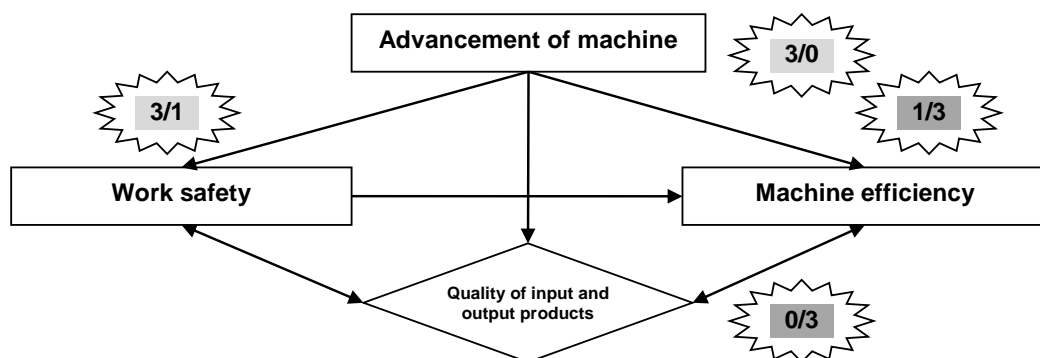 Advancement of machine
3/0
3/1
1/3
Work safety
Machine efficiency
Quality of input and
output products
0/3